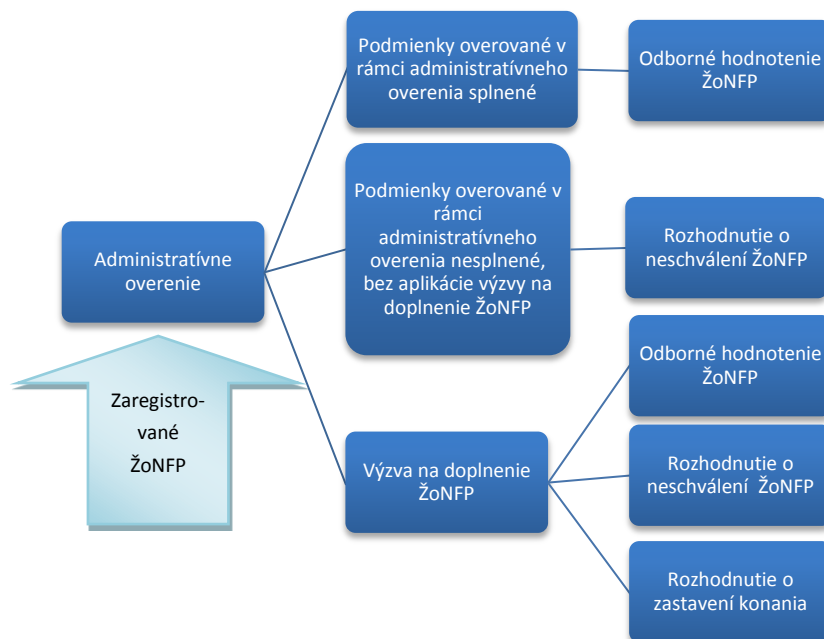 Administratívne
overenie
Zaregistro-
vané
ŽoNFP
Podmienky overované v
rámci administratívneho
overenia splnené
Odborné hodnotenie
ŽoNFP
Podmienky overované v
rámci
administratívneho
overenia nesplnené,
bez aplikácie výzvy na
doplnenie ŽoNFP
Rozhodnutie o
neschválení ŽoNFP
Výzva na doplnenie
ŽoNFP
Odborné hodnotenie
ŽoNFP
Rozhodnutie o
neschválení ŽoNFP
Rozhodnutie o
zastavení konania